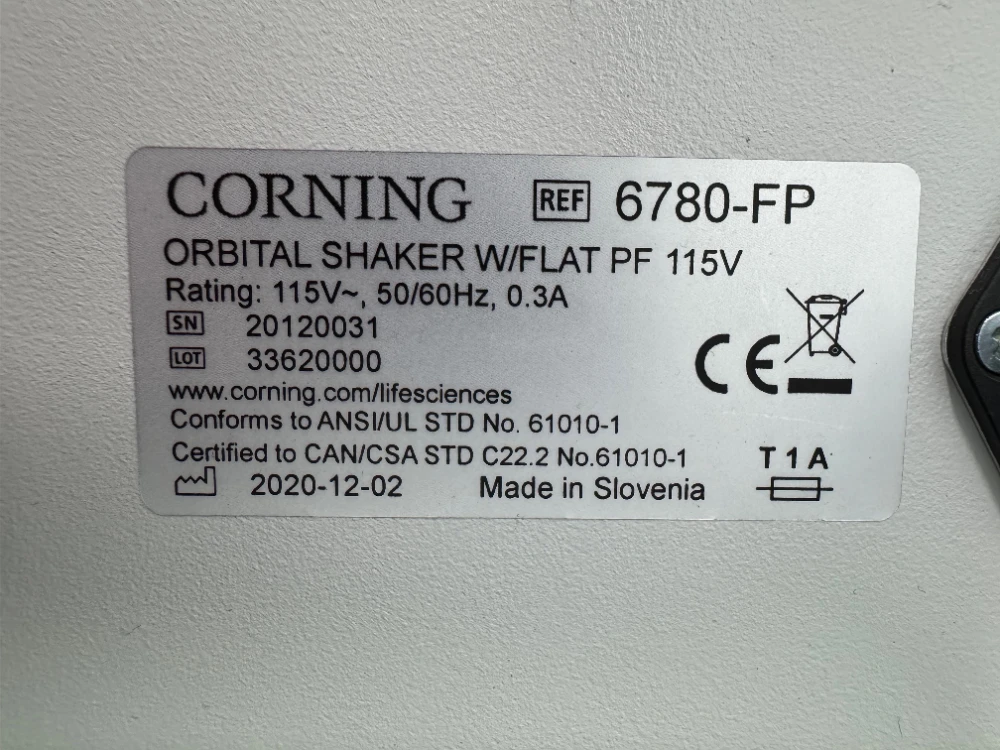 CORNING REF 6780-FP
ORBITAL SHAKER W/FLAT PF 115V
Rating: 115V~, 50/60Hz, 0.3A
SN 20120031
LOT 33620000
www.corning.com/lifesciences
Conforms to ANSI/UL STD No. 61010-1
Certified to CAN/CSA STD C22.2 No.61010-1
2020-12-02 Made in Slovenia
CE
T 1 A